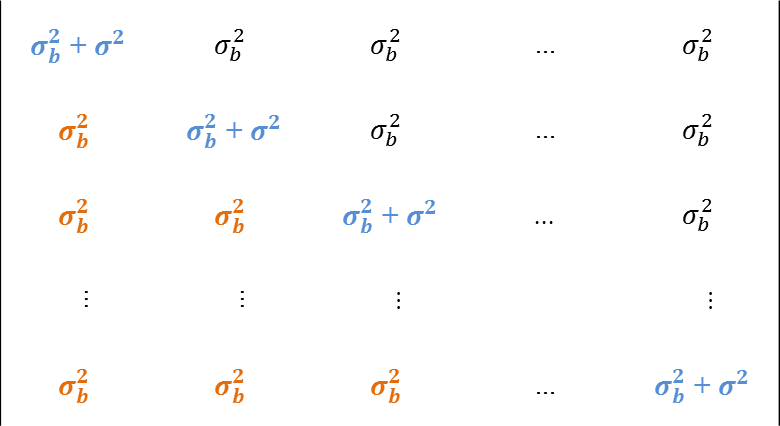 σ_b^2 + σ^2 σ_b^2 σ_b^2 … σ_b^2
σ_b^2 σ_b^2 + σ^2 σ_b^2 … σ_b^2
σ_b^2 σ_b^2 σ_b^2 + σ^2 … σ_b^2
⋮ ⋮ ⋮ ⋮
σ_b^2 σ_b^2 σ_b^2 … σ_b^2 + σ^2